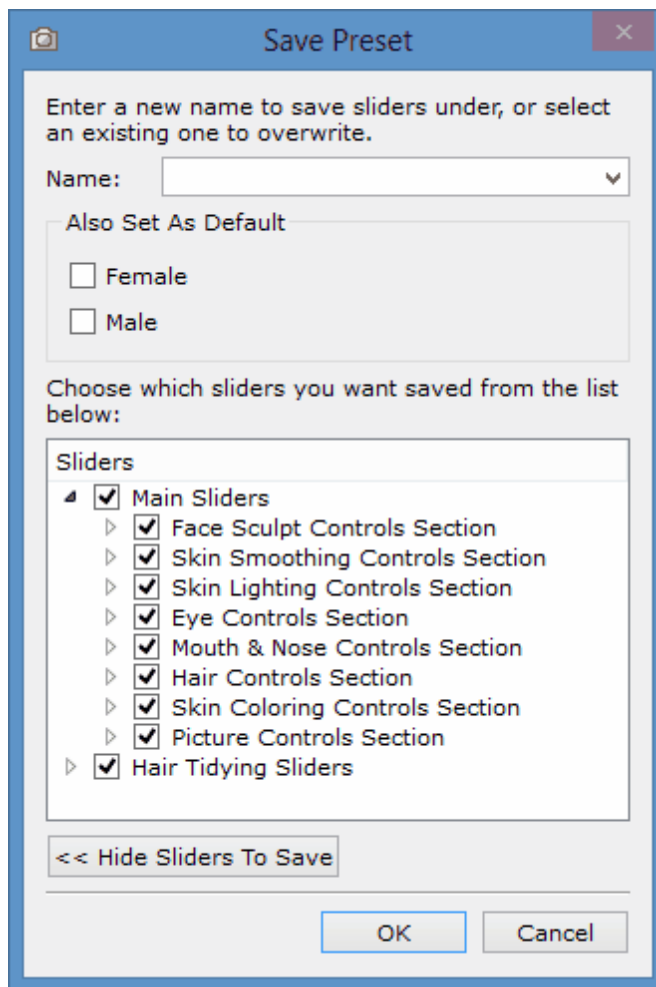 Save Preset
Enter a new name to save sliders under, or select
an existing one to overwrite.
Name:
Also Set As Default
Female
Male
Choose which sliders you want saved from the list
below:
Sliders
Main Sliders
Face Sculpt Controls Section
Skin Smoothing Controls Section
Skin Lighting Controls Section
Eye Controls Section
Mouth & Nose Controls Section
Hair Controls Section
Skin Coloring Controls Section
Picture Controls Section
Hair Tidying Sliders
<< Hide Sliders To Save
OK Cancel